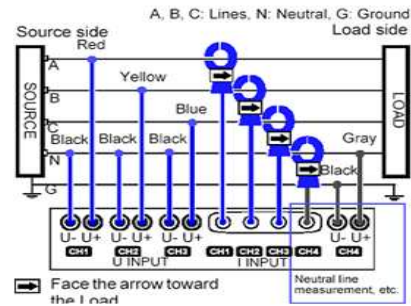 A, B, C: Lines, N: Neutral, G: Ground
Source side
Load side
Red
A
Yellow
B
Blue
C
Black Black Black
Gray
N
Black
G
SOURCE
LOAD
U- U+ U- U+ U- U+ U- U+
CH1 CH2 CH3 CH1 CH2 CH3 CH4 CH4
U INPUT I INPUT
Face the arrow toward
the Load
Neutral line
measurement, etc.